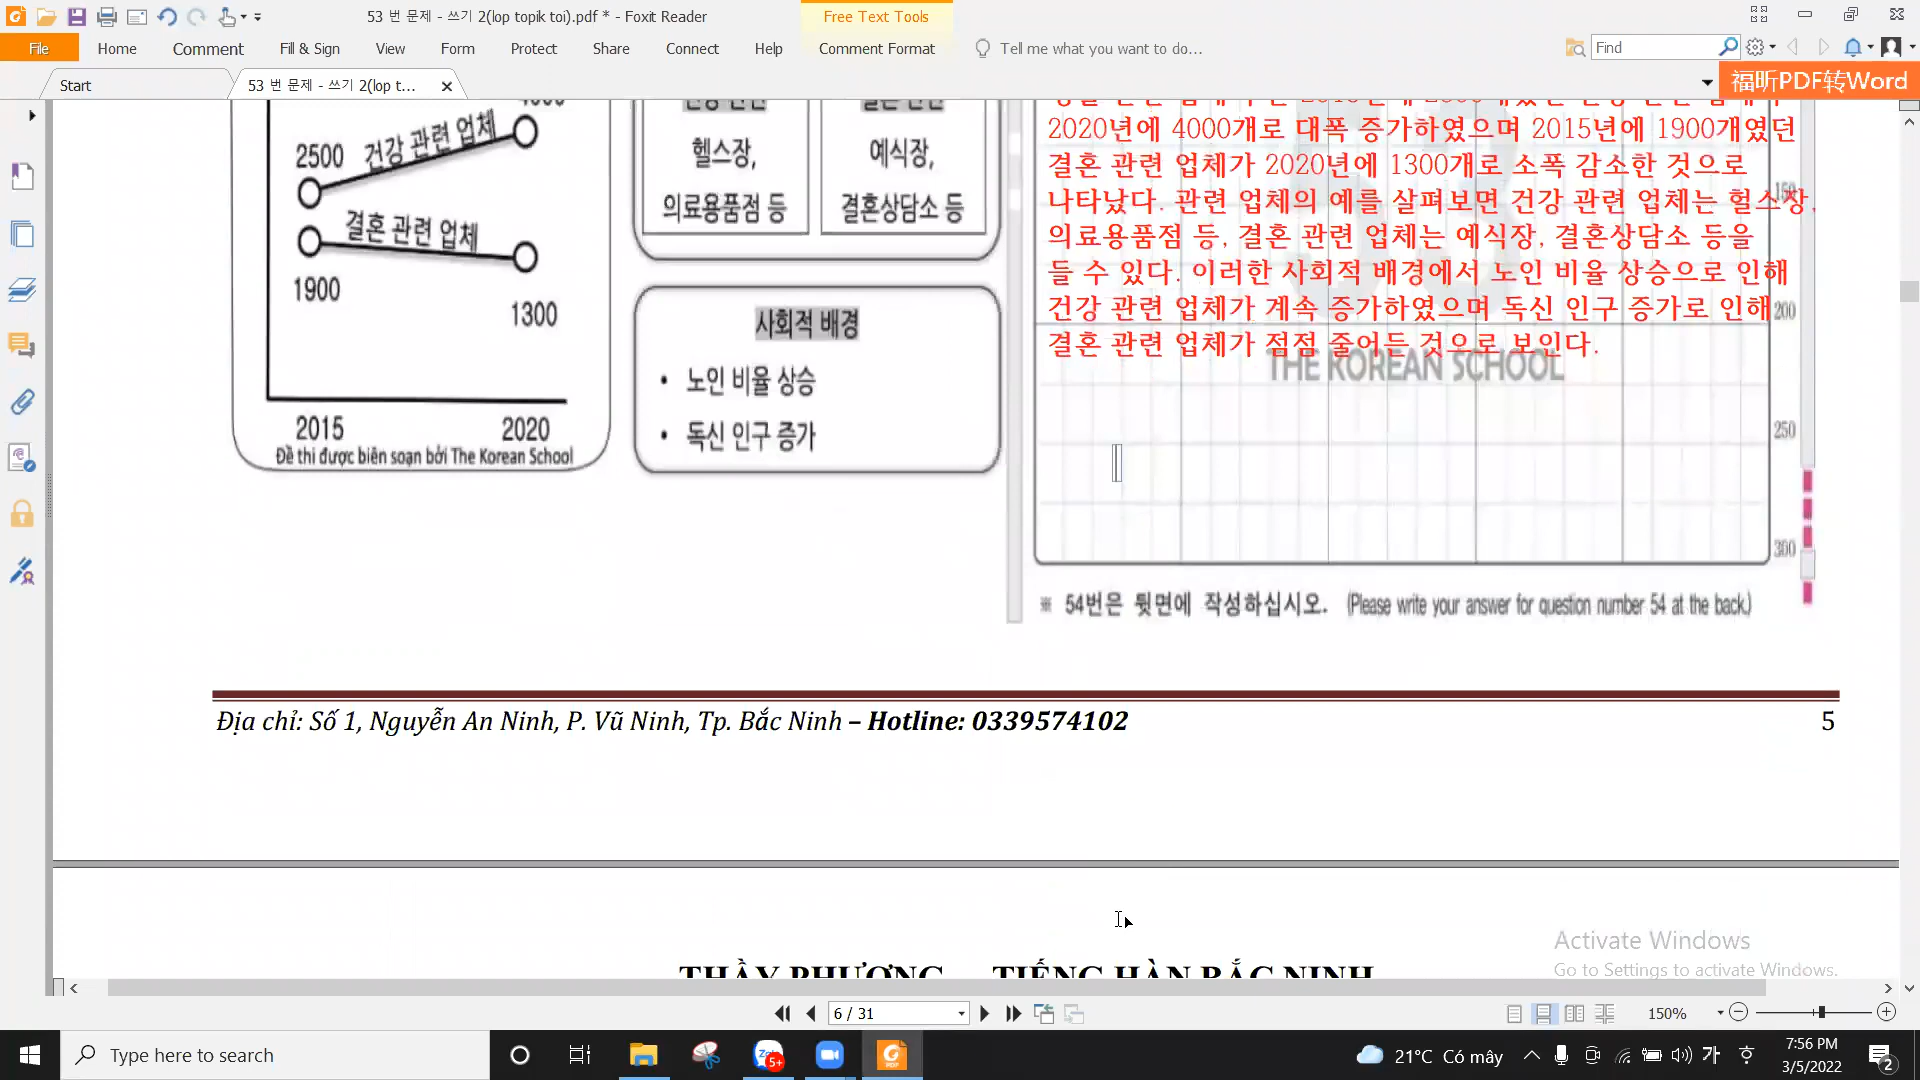 53 번 문제 - 쓰기 2(lop topik toi).pdf * - Foxit Reader
Free Text Tools
File
Home
Comment
Fill & Sign
View
Form
Protect
Share
Connect
Help
Comment Format
Tell me what you want to do...
Find
Start
53 번 문제 - 쓰기 2(lop t...
福昕PDF转Word
2500
건강 관련 업체
결혼 관련 업체
1900
1300
2015
2020
Đề thi được biên soạn bởi The Korean School
헬스장,
의료용품점 등
예식장,
결혼상담소 등
사회적 배경
• 노인 비율 상승
• 독신 인구 증가
2020년에 4000개로 대폭 증가하였으며 2015년에 1900개였던
결혼 관련 업체가 2020년에 1300개로 소폭 감소한 것으로
나타났다. 관련 업체의 예를 살펴보면 건강 관련 업체는 헐스장,
의료용품점 등, 결혼 관련 업체는 예식장, 결혼상담소 등을
들 수 있다. 이러한 사회적 배경에서 노인 비율 상승으로 인해
건강 관련 업체가 계속 증가하였으며 독신 인구 증가로 인해
결혼 관련 업체가 점점 줄어든 것으로 보인다.
THE KOREAN SCHOOL
150
200
250
300
※ 54번은 뒷면에 작성하십시오. (Please write your answer for question number 54 at the back.)
Địa chỉ: Số 1, Nguyễn An Ninh, P. Vũ Ninh, Tp. Bắc Ninh – Hotline: 0339574102
5
THẦY PHƯƠNG
TIẾNG HÀN BẮC NINH
Activate Windows
Go to Settings to activate Windows.
6 / 31
150%
Type here to search
5+
21°C Có mây
가
7:56 PM
3/5/2022
2